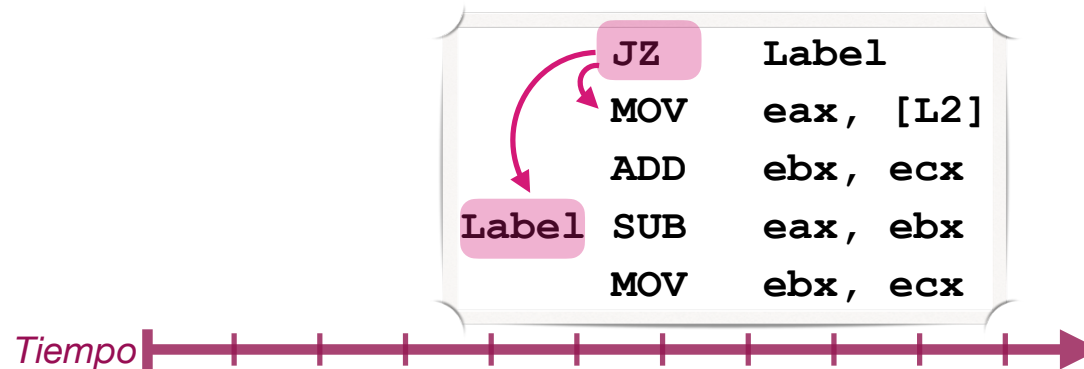 JZ Label
MOV eax, [L2]
ADD ebx, ecx
Label SUB eax, ebx
MOV ebx, ecx
Tiempo